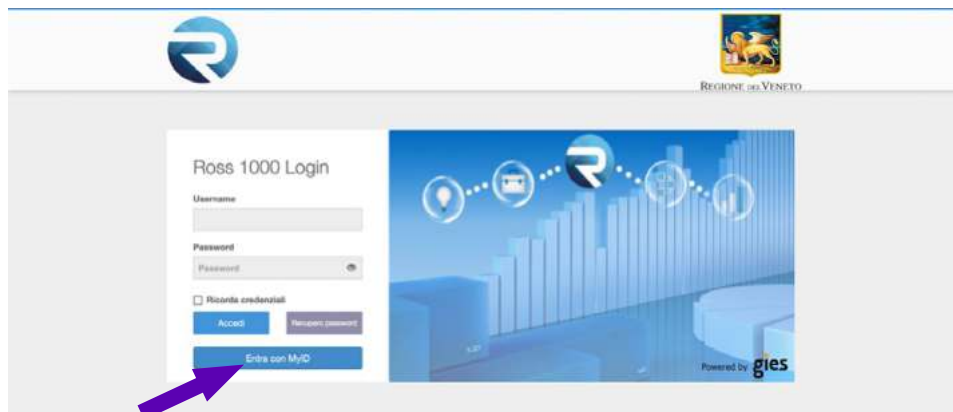 REGIONE DEL VENETO
Ross 1000 Login
Username
Password
Password
Ricorda credenziali
Accedi
Recupero password
Entra con MyID
Powered by gies